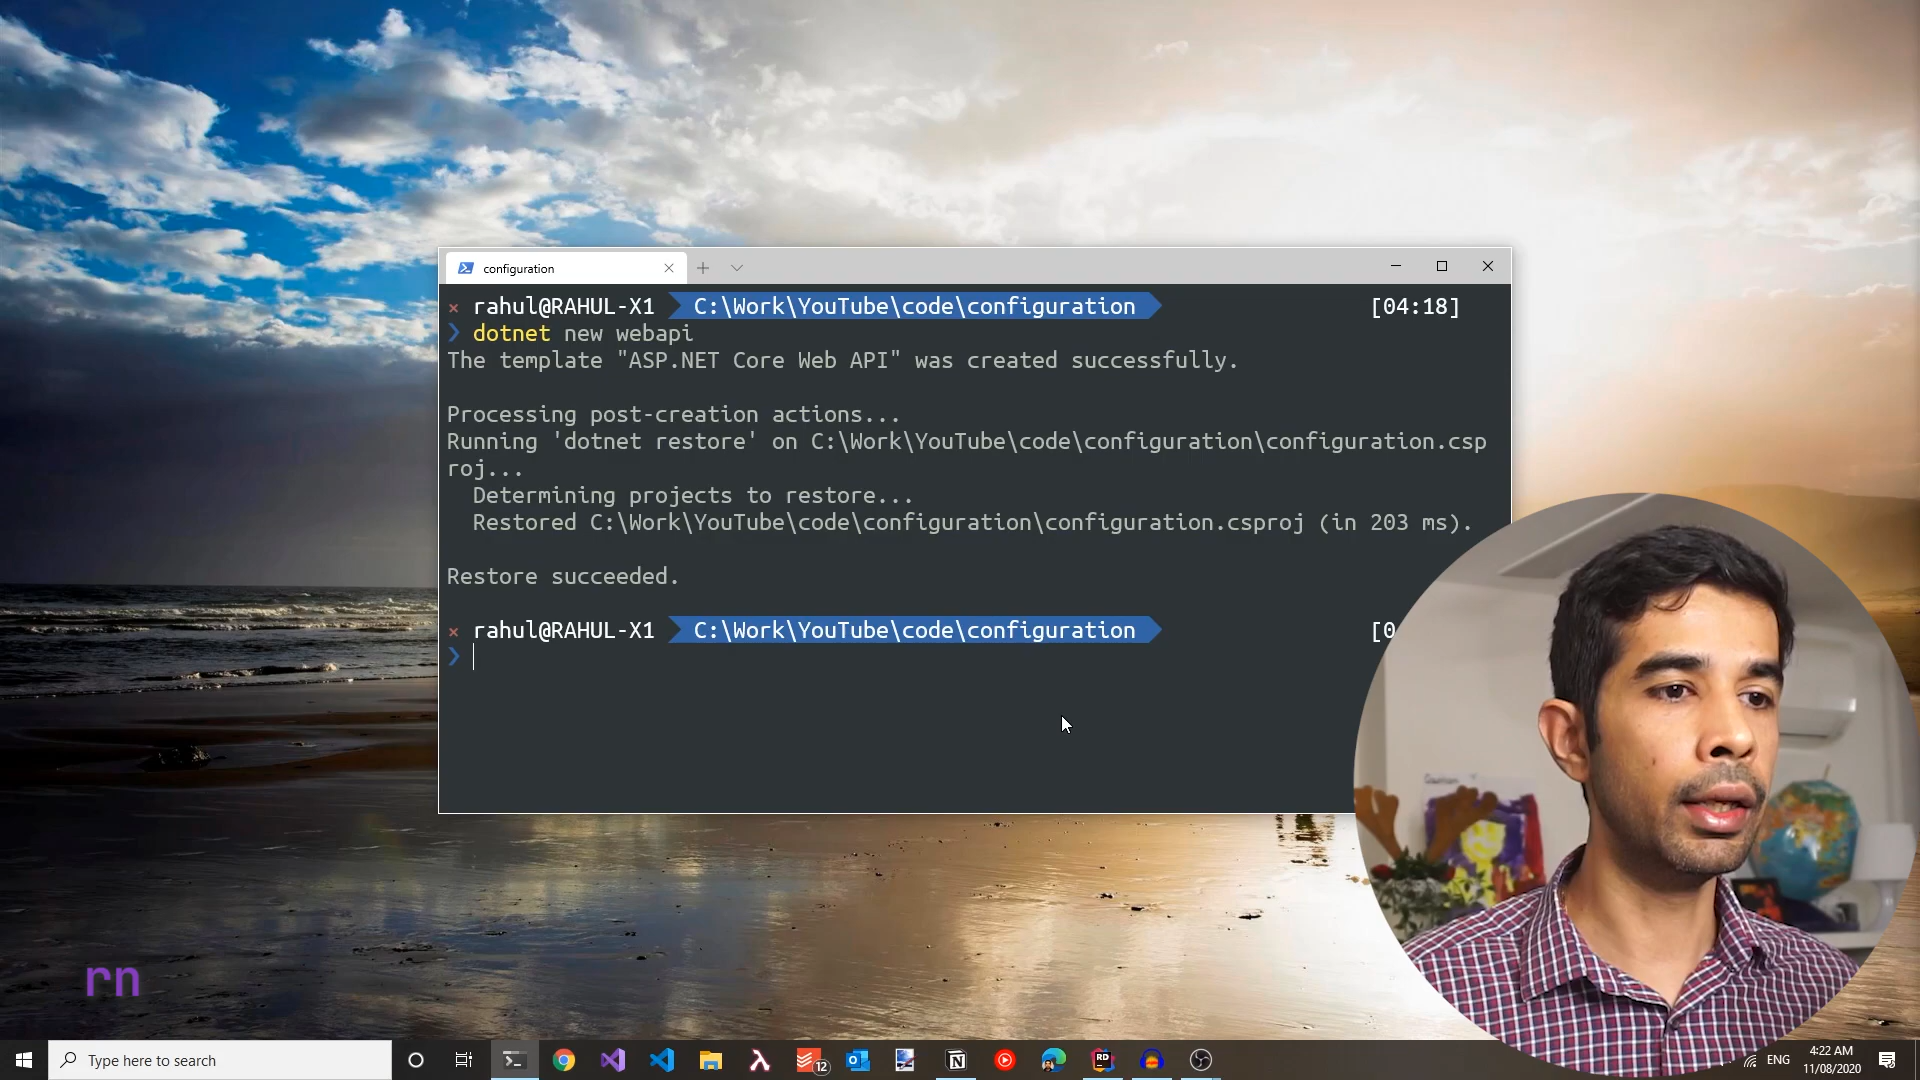 configuration
× rahul@RAHUL-X1 C:\Work\YouTube\code\configuration [04:18]
❯ dotnet new webapi
The template "ASP.NET Core Web API" was created successfully.
Processing post-creation actions...
Running 'dotnet restore' on C:\Work\YouTube\code\configuration\configuration.csp
roj...
Determining projects to restore...
Restored C:\Work\YouTube\code\configuration\configuration.csproj (in 203 ms).
Restore succeeded.
× rahul@RAHUL-X1 C:\Work\YouTube\code\configuration [0
❯
rn
Type here to search
12
N
RD
ENG
4:22 AM
11/08/2020